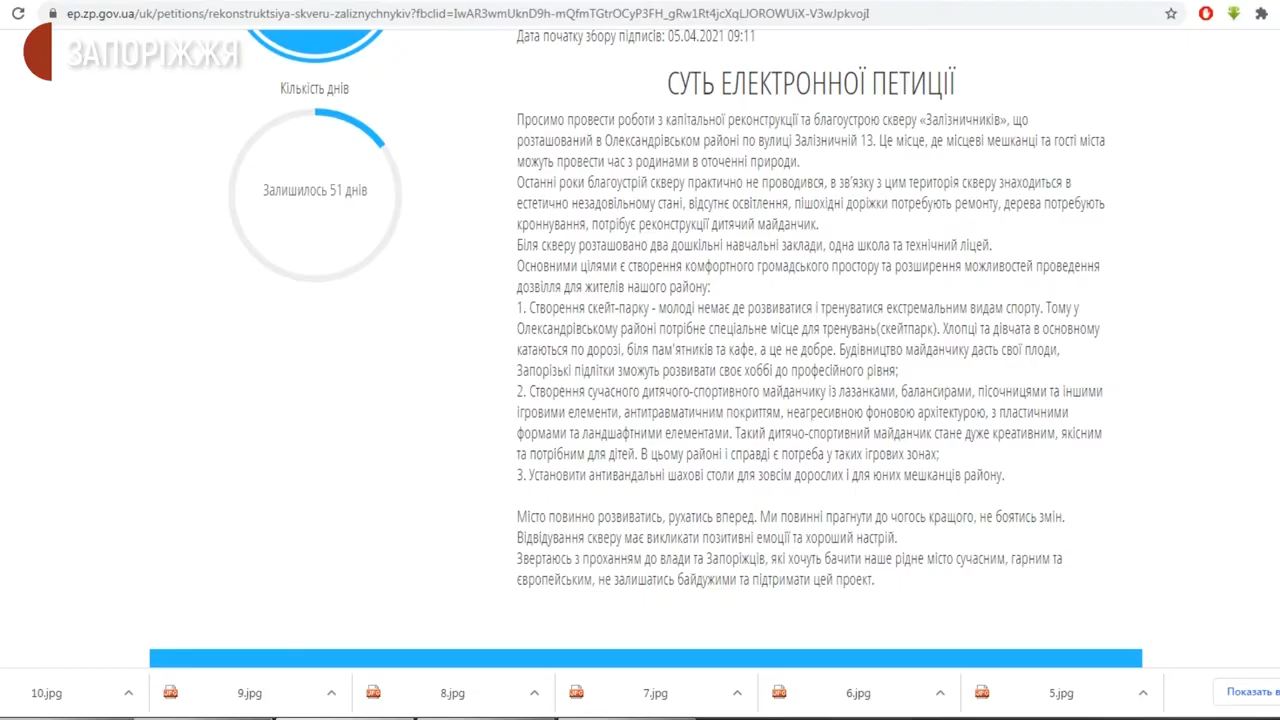 ep.zp.gov.ua/uk/petitions/rekonstruktsiya-skveru-zaliznychnykiv?fbclid=IwAR3wmUknD9h-mQfmTGtrOCyP3FH_gRw1Rt4jcXqLDROWUiX-V3wJpkvojI
ЗАПОРІЖЖЯ
Дата початку збору підписів: 05.04.2021 09:11
Кількість днів
Залишилось 51 днів
СУТЬ ЕЛЕКТРОННОЇ ПЕТИЦІЇ
Просимо провести роботи з капітальної реконструкції та благоустрою скверу «Залізничників», що
розташований в Олександрівском районі по вулиці Залізничній 13. Це місце, де місцеві мешканці та гості міста
можуть провести час з родинами в оточенні природи.
Останні роки благоустрій скверу практично не проводився, в зв'язку з цим територія скверу знаходиться в
естетично незадовільному стані, відсутнє освітлення, пішохідні доріжки потребують ремонту, дерева потребують
кроннування, потрібує реконструкції дитячий майданчик.
Біля скверу розташовано два дошкільні навчальні заклади, одна школа та технічний ліцей.
Основними цілями є створення комфортного громадського простору та розширення можливостей проведення
дозвілля для жителів нашого району:
1. Створення скейт-парку - молоді немає де розвиватися і тренуватися екстремальним видам спорту. Тому у
Олександрівському районі потрібне спеціальне місце для тренувань(скейтпарк). Хлопці та дівчата в основному
катаються по дорозі, біля пам'ятників та кафе, а це не добре. Будівництво майданчику дасть свої плоди,
Запорізькі підлітки зможуть розвивати своє хоббі до професійного рівня;
2. Створення сучасного дитячого-спортивного майданчику із лазанками, балансирами, пісочницями та іншими
ігровими елементи, антитравматичним покриттям, неагресивною фоновою архітектурою, з пластичними
формами та ландшафтними елементами. Такий дитячо-спортивний майданчик стане дуже креативним, якісним
та потрібним для дітей. В цьому районі і справді є потреба у таких ігрових зонах;
3. Установити антивандальні шахові столи для зовсім дорослих і для юних мешканців району.
Місто повинно розвиватись, рухатись вперед. Ми повинні прагнути до чогось кращого, не боятись змін.
Відвідування скверу має викликати позитивні емоції та хороший настрій.
Звертаюсь з проханням до влади та Запоріжців, які хочуть бачити наше рідне місто сучасним, гарним та
європейським, не залишатись байдужими та підтримати цей проект.
10.jpg 9.jpg 8.jpg 7.jpg 6.jpg 5.jpg Показать в